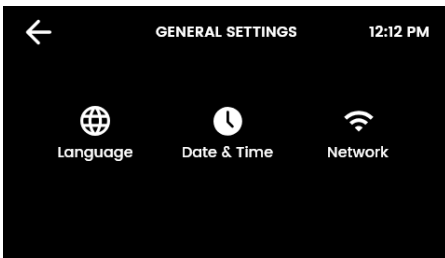 GENERAL SETTINGS 12:12 PM
Language Date & Time Network